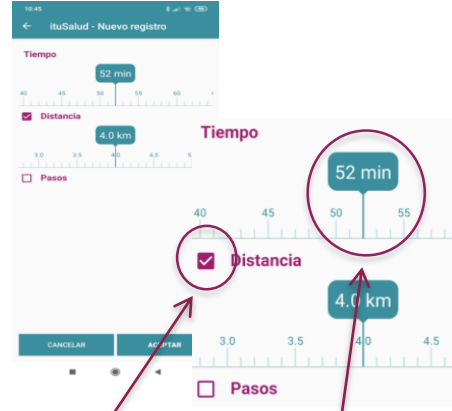 10:45
ituSalud - Nuevo registro
Tiempo
52 min
40 45 50 55 60
Distancia
4.0 km
3.0 3.5 4.0 4.5 5
Pasos
CANCELAR ACEPTAR
Tiempo
52 min
40 45 50 55
Distancia
4.0 km
3.0 3.5 4.0 4.5
Pasos